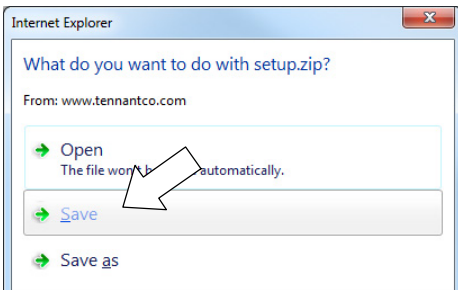 Internet Explorer
What do you want to do with setup.zip?
From: www.tennantco.com
Open
The file won't automatically.
Save
Save as